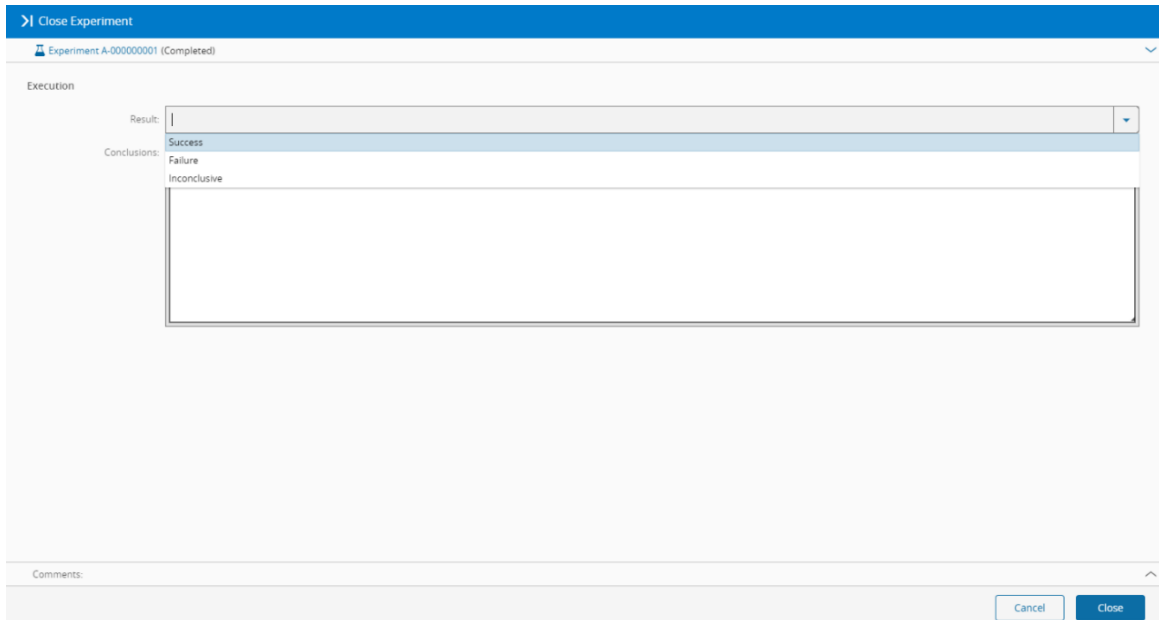 Close Experiment
Experiment A-000000001 (Completed)
Execution
Result:
Success
Conclusions:
Failure
Inconclusive
Comments:
Cancel Close